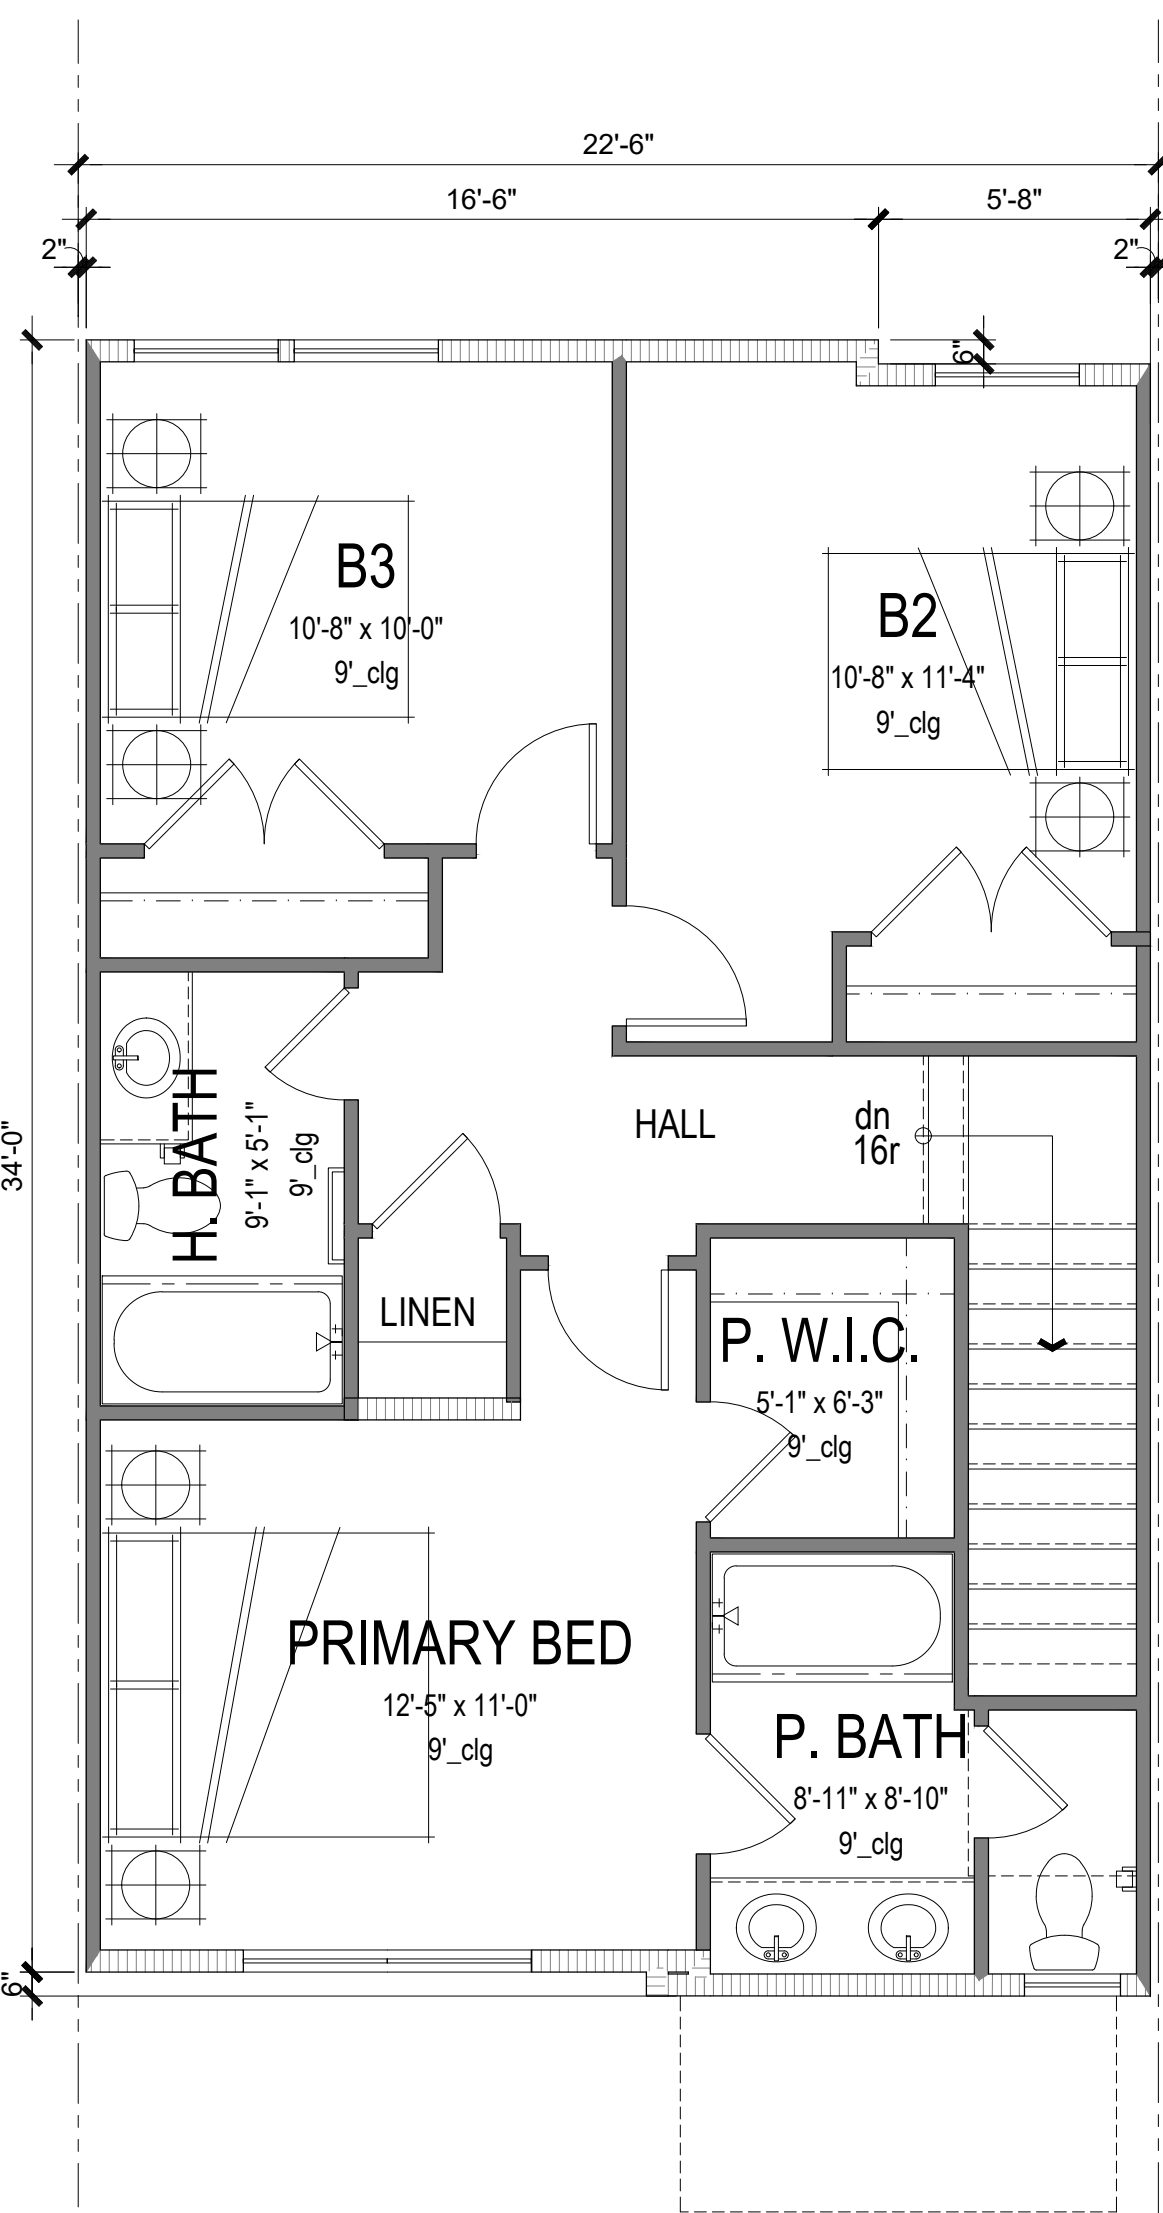 22'-6"
16'-6"
5'-8"
2"
2"
6"
B3
10'-8" x 10'-0"
9'_clg
B2
10'-8" x 11'-4"
9'_clg
34'-0"
H. BATH
9'-1" x 5'-1"
9'_clg
HALL
dn
16r
LINEN
P. W.I.C.
5'-1" x 6'-3"
9'_clg
PRIMARY BED
12'-5" x 11'-0"
9'_clg
P. BATH
8'-11" x 8'-10"
9'_clg
6"